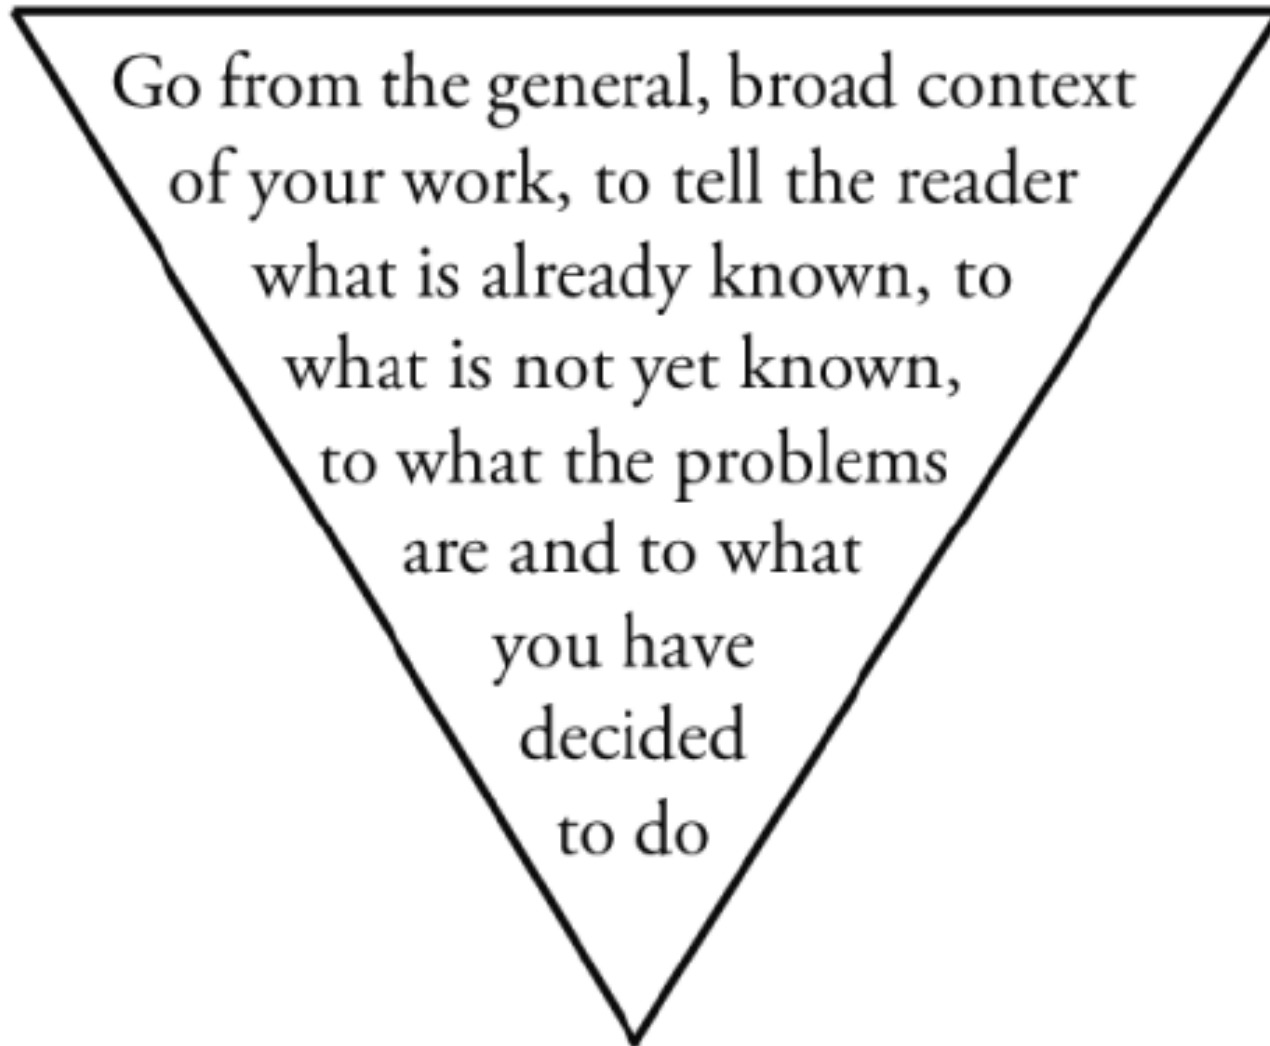 Go from the general, broad context
of your work, to tell the reader
what is already known, to
what is not yet known,
to what the problems
are and to what
you have
decided
to do